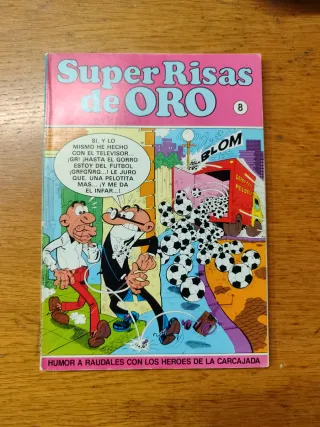 Super Risas
de ORO
8
SI, Y LO
MISMO HE HECHO
CON EL TELEVISOR...
¡GR! ¡HASTA EL GORRO
ESTOY DEL FUTBOL
¡GRFGÑRG...! LE JURO
QUE UNA PELOTITA
MAS... ¡Y ME DA
EL INFAR...!
BLOM
HUMOR A RAUDALES CON LOS HEROES DE LA CARCAJADA